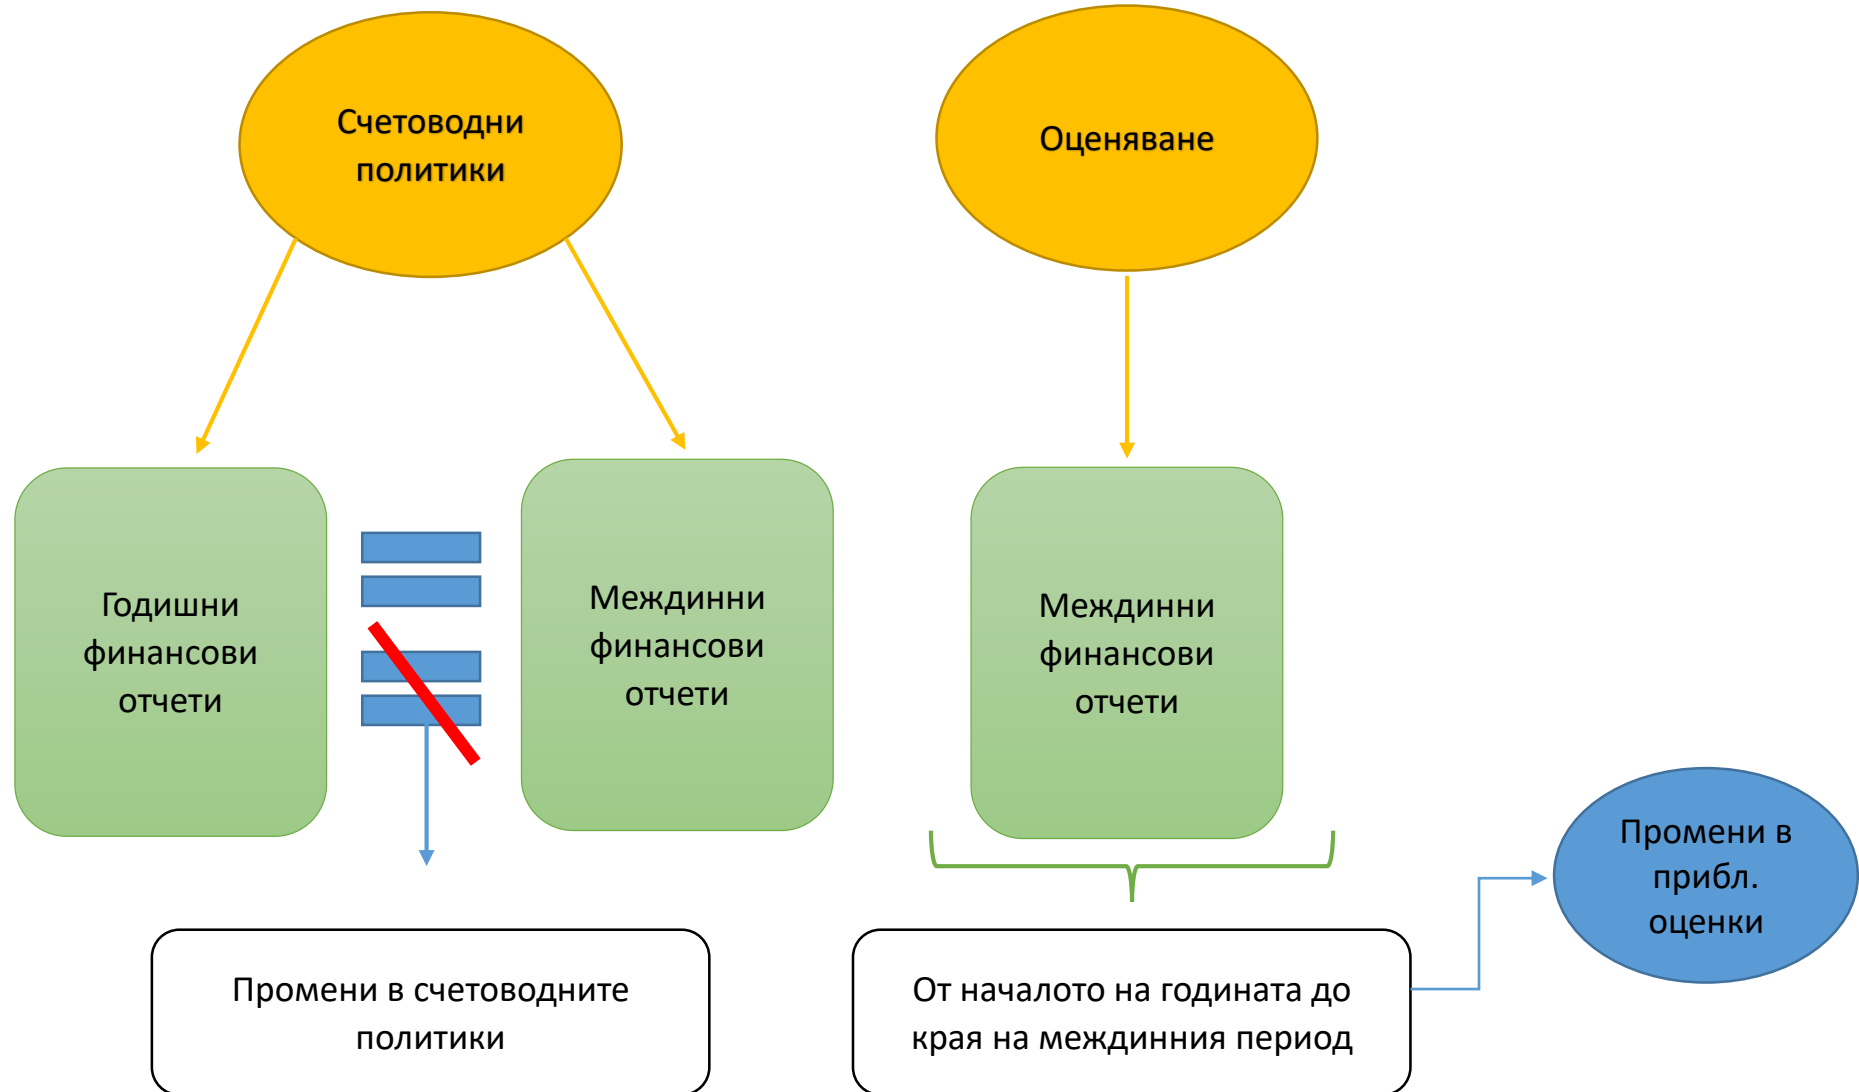 Счетоводни
политики
Оценяване
Годишни
финансови
отчети
Междинни
финансови
отчети
Междинни
финансови
отчети
Промени в
прибл.
оценки
Промени в счетоводните
политики
От началото на годината до
края на междинния период